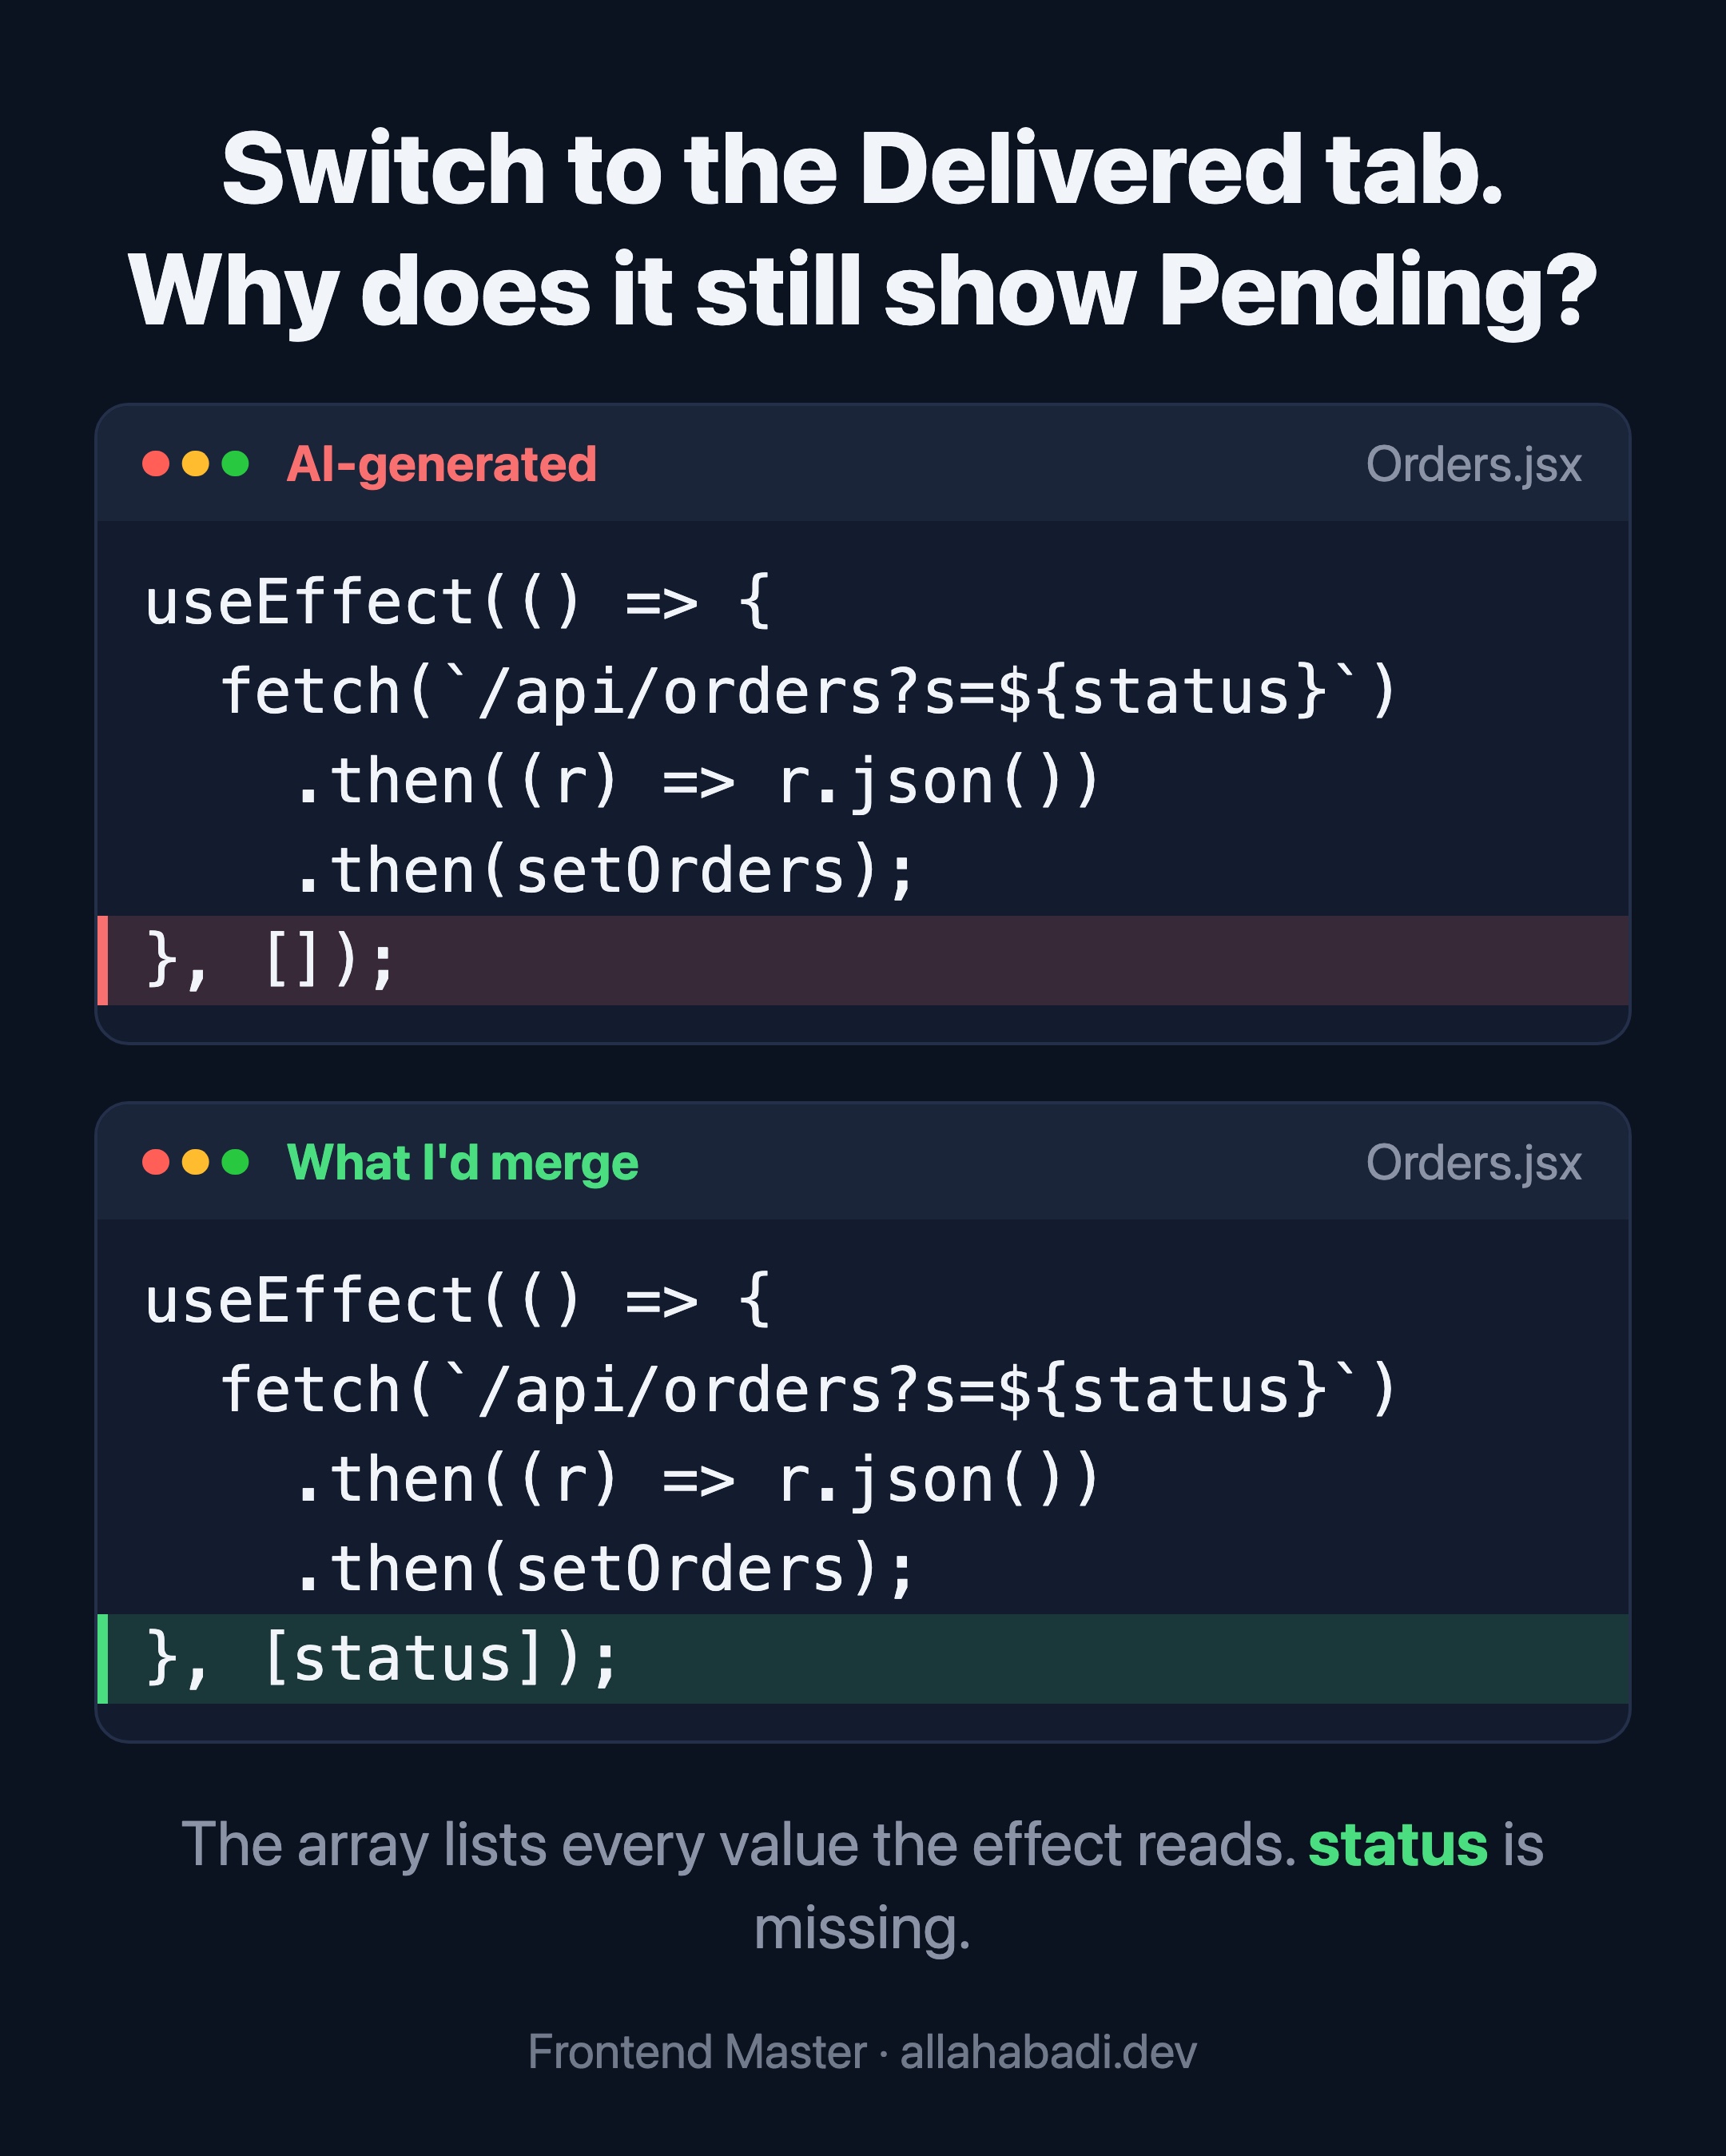 Switch to the Delivered tab.
Why does it still show Pending?
AI-generated
Orders.jsx
useEffect(() => {
  fetch(`/api/orders?s=${status}`)
    .then((r) => r.json())
    .then(setOrders);
}, []);
What I'd merge
Orders.jsx
useEffect(() => {
  fetch(`/api/orders?s=${status}`)
    .then((r) => r.json())
    .then(setOrders);
}, [status]);
The array lists every value the effect reads. status is
missing.
Frontend Master · allahabadi.dev